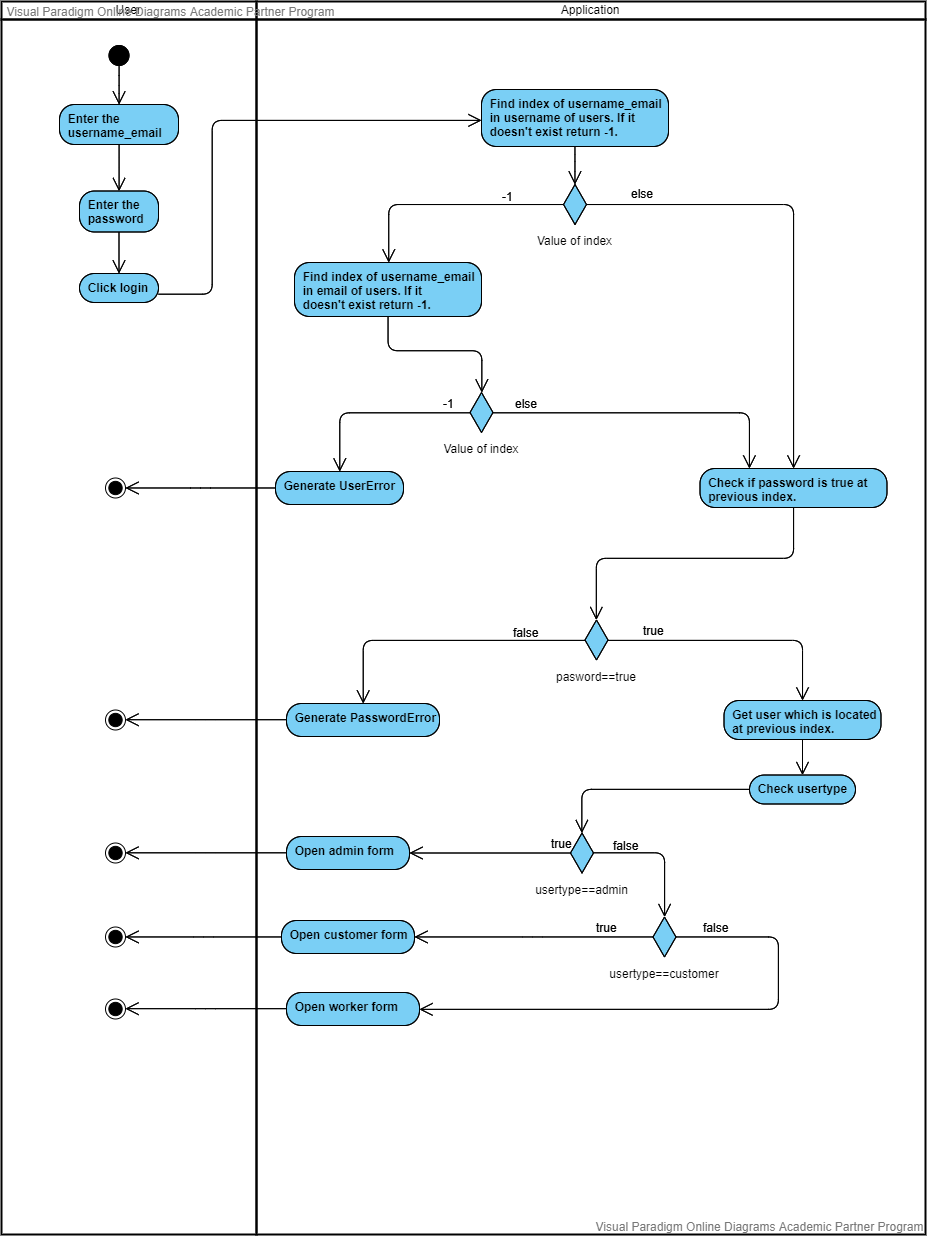 Visual Paradigm Online Diagrams Academic Partner Program
User
Application
Enter the
username_email
Find index of username_email
in username of users. If it
doesn't exist return -1.
Enter the
password
-1
else
Value of index
Click login
Find index of username_email
in email of users. If it
doesn't exist return -1.
-1
else
Value of index
Generate UserError
Check if password is true at
previous index.
false
true
pasword==true
Generate PasswordError
Get user which is located
at previous index.
Check usertype
Open admin form
true
false
usertype==admin
Open customer form
true
false
usertype==customer
Open worker form
Visual Paradigm Online Diagrams Academic Partner Program